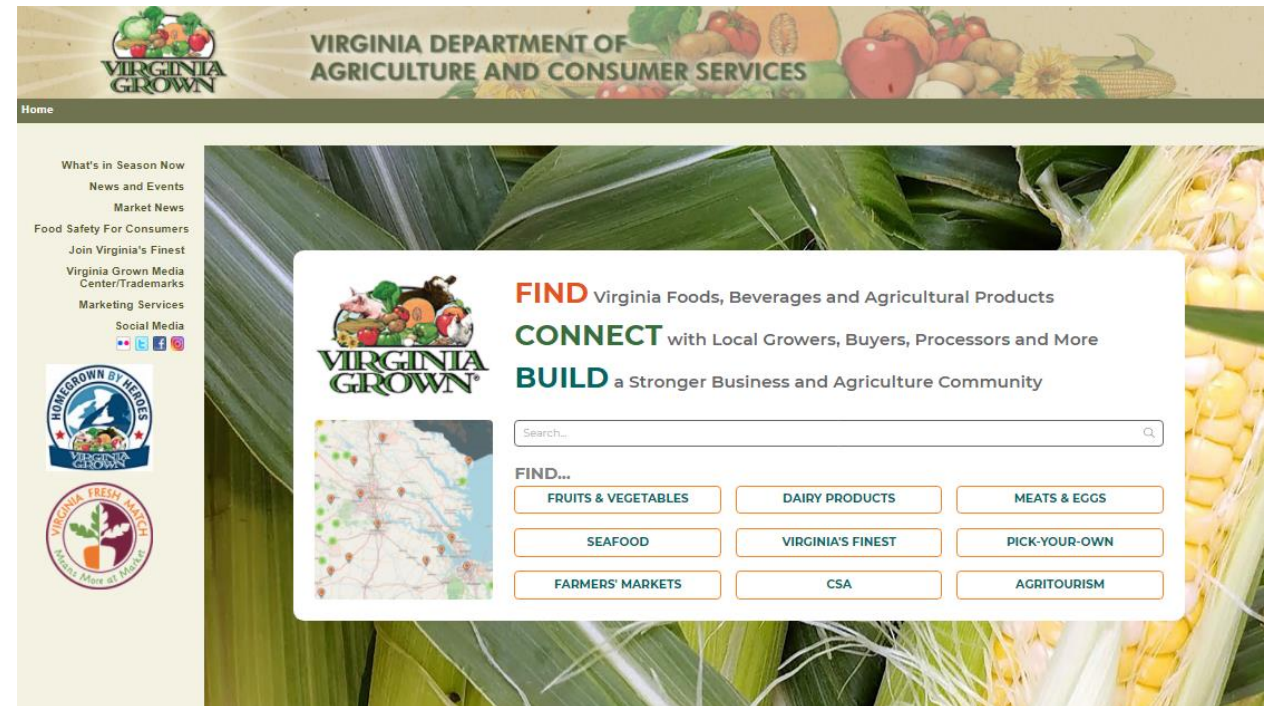 VIRGINIA
GROWN
VIRGINIA DEPARTMENT OF
AGRICULTURE AND CONSUMER SERVICES
Home
What's in Season Now
News and Events
Market News
Food Safety For Consumers
Join Virginia's Finest
Virginia Grown Media
Center/Trademarks
Marketing Services
Social Media
HOMEGROWN BY HEROES
VIRGINIA
GROWN
VIRGINIA FRESH MATCH
Means More at Market
VIRGINIA
GROWN®
FIND Virginia Foods, Beverages and Agricultural Products
CONNECT with Local Growers, Buyers, Processors and More
BUILD a Stronger Business and Agriculture Community
Search...
FIND...
FRUITS & VEGETABLES
DAIRY PRODUCTS
MEATS & EGGS
SEAFOOD
VIRGINIA'S FINEST
PICK-YOUR-OWN
FARMERS' MARKETS
CSA
AGRITOURISM